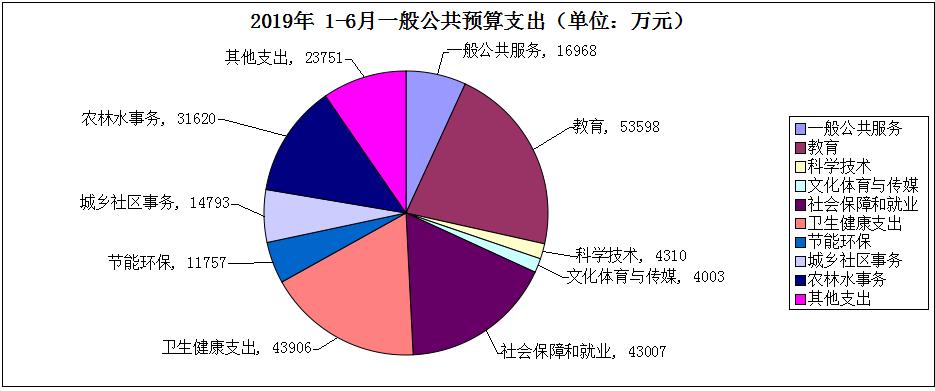 2019年 1-6月一般公共预算支出（单位：万元）
一般公共服务, 16968
其他支出, 23751
农林水事务, 31620
教育, 53598
城乡社区事务, 14793
节能环保, 11757
科学技术, 4310
文化体育与传媒, 4003
卫生健康支出, 43906
社会保障和就业, 43007
一般公共服务
教育
科学技术
文化体育与传媒
社会保障和就业
卫生健康支出
节能环保
城乡社区事务
农林水事务
其他支出